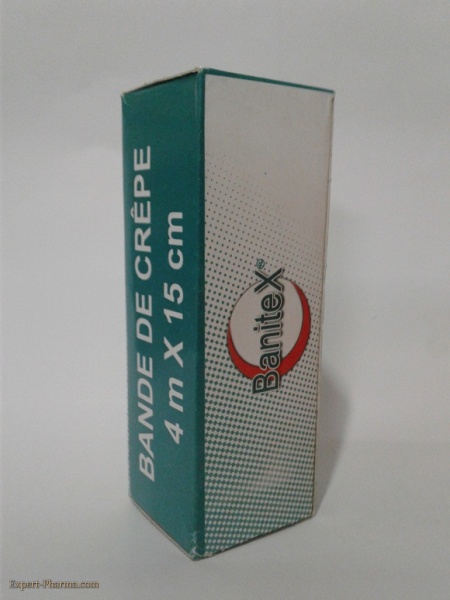 BANDE DE CRÊPE
4 m X 15 cm
BaniteX®
Expert-Pharma.com